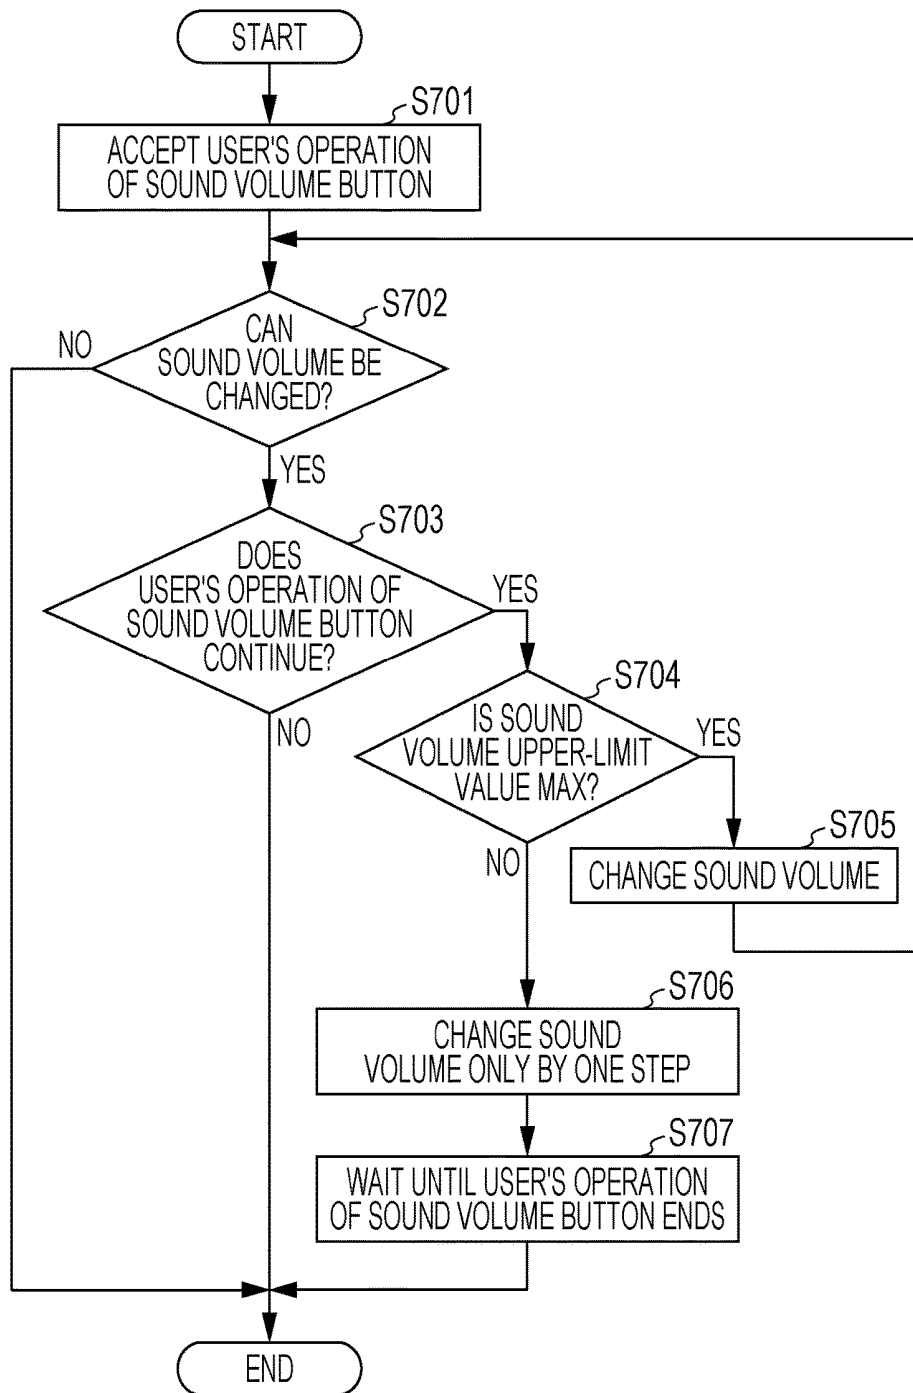 START
S701
ACCEPT USER'S OPERATION
OF SOUND VOLUME BUTTON
S702
CAN
SOUND VOLUME BE
CHANGED?
NO
YES
S703
DOES
USER'S OPERATION OF
SOUND VOLUME BUTTON
CONTINUE?
YES
NO
S704
IS SOUND
VOLUME UPPER-LIMIT
VALUE MAX?
YES
NO
S705
CHANGE SOUND VOLUME
S706
CHANGE SOUND
VOLUME ONLY BY ONE STEP
S707
WAIT UNTIL USER'S OPERATION
OF SOUND VOLUME BUTTON ENDS
END